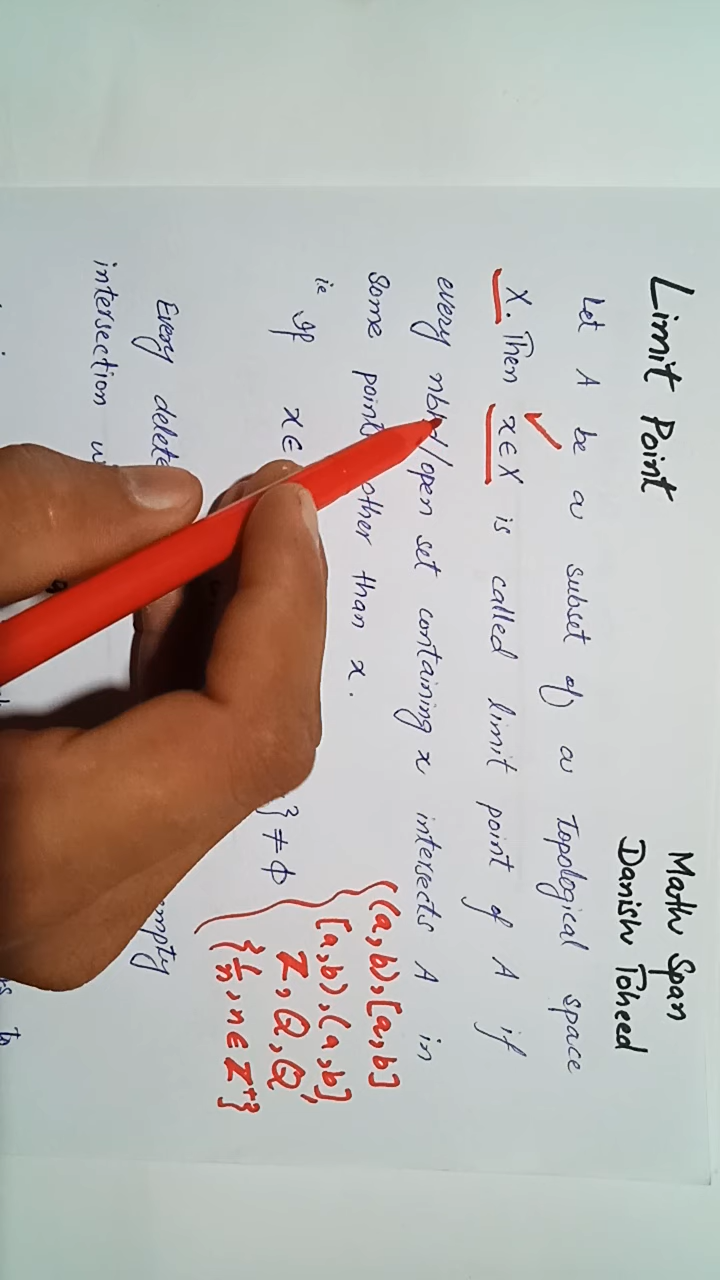 Limit Point
Math Span
Danish Toheed
Let A be a subset of a Topological space
X. Then x ∈ X is called limit point of A if
every nbhd/open set containing x intersects A in
some point other than x.
ie if x ∈
} ≠ ϕ
Every
empty
intersection
(a,b), [a,b]
[a,b), (a,b]
Z, Q, Q'
{1/n, n ∈ Z⁺}